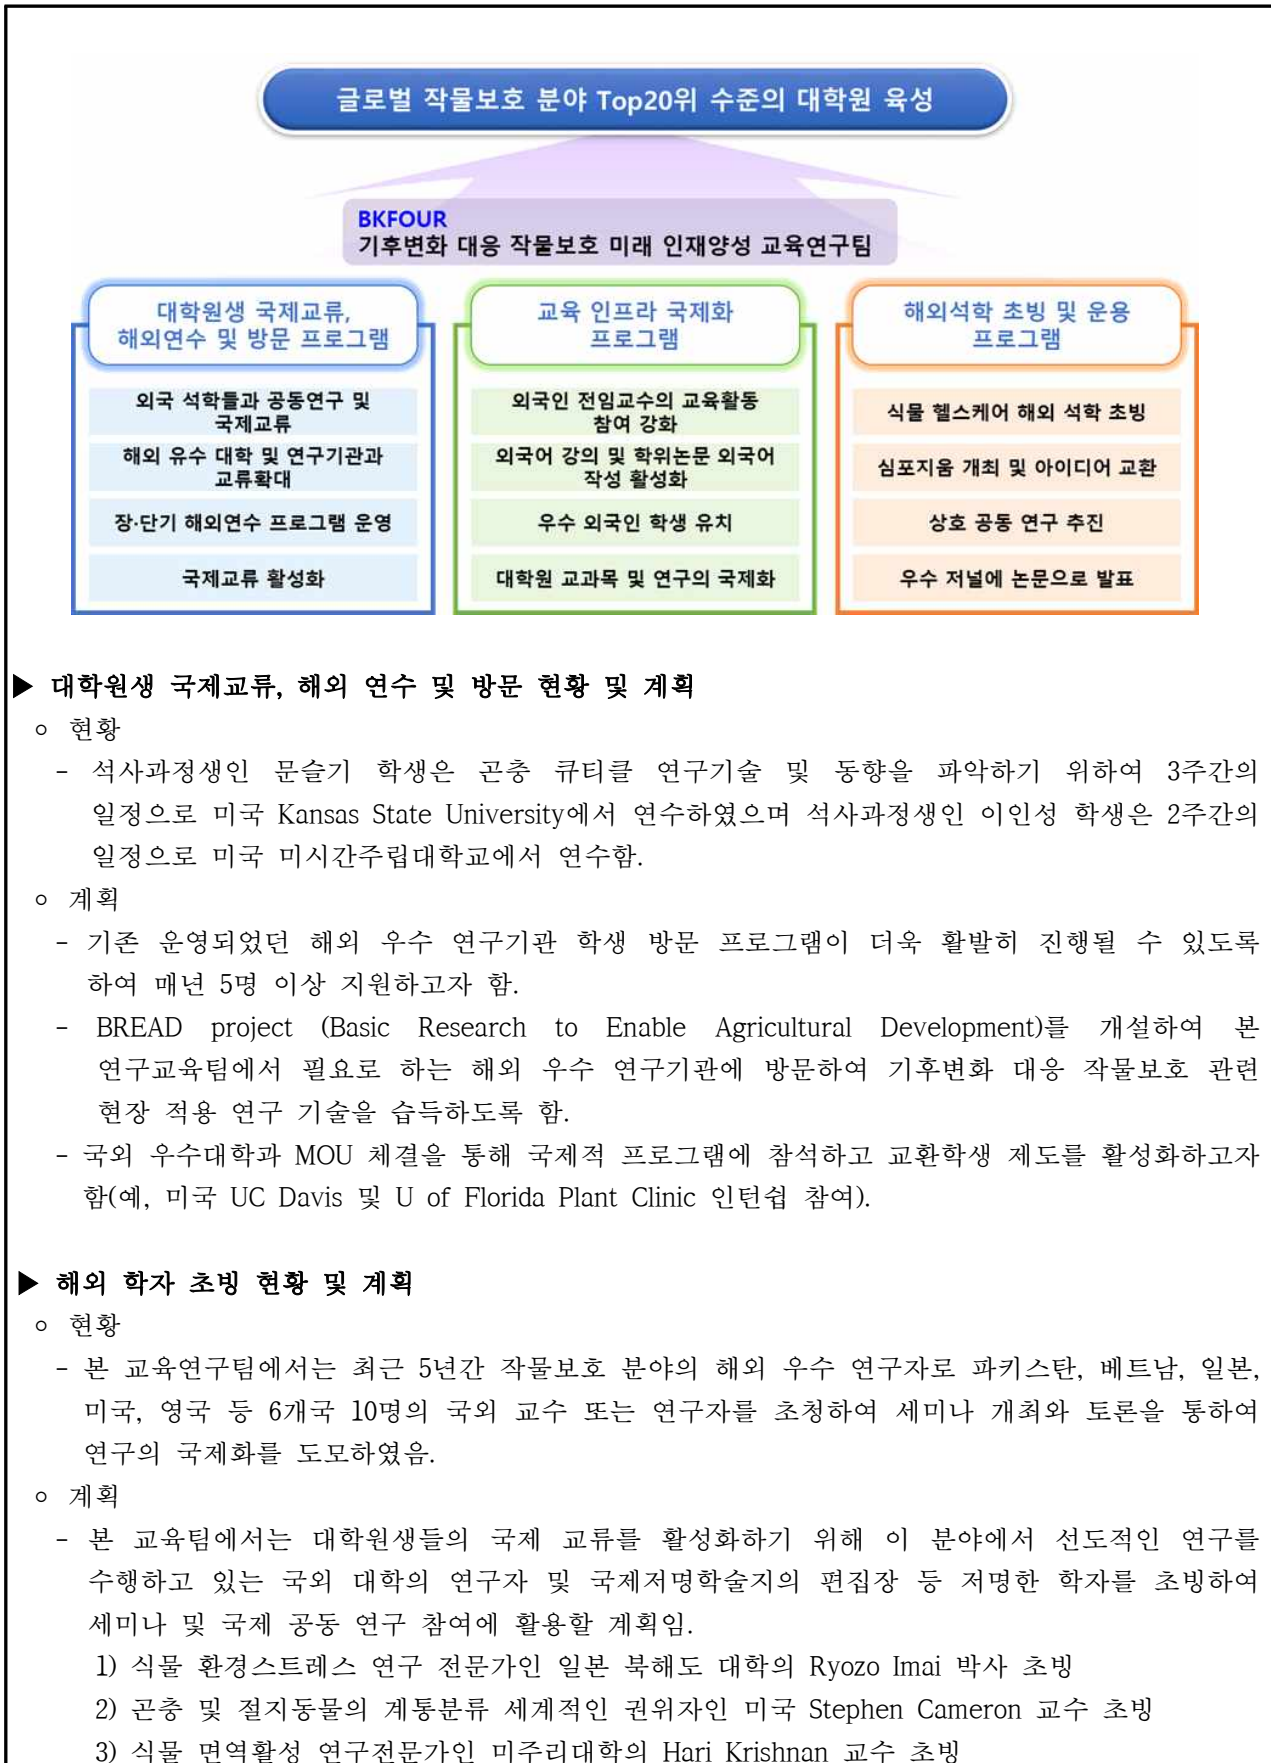 글로벌 작물보호 분야 Top20위 수준의 대학원 육성
BKFOUR
기후변화 대응 작물보호 미래 인재양성 교육연구팀
대학원생 국제교류,
해외연수 및 방문 프로그램
외국 석학들과 공동연구 및
국제교류
해외 유수 대학 및 연구기관과
교류확대
장·단기 해외연수 프로그램 운영
국제교류 활성화
교육 인프라 국제화
프로그램
외국인 전임교수의 교육활동
참여 강화
외국어 강의 및 학위논문 외국어
작성 활성화
우수 외국인 학생 유치
대학원 교과목 및 연구의 국제화
해외석학 초빙 및 운용
프로그램
식물 헬스케어 해외 석학 초빙
심포지움 개최 및 아이디어 교환
상호 공동 연구 추진
우수 저널에 논문으로 발표
▶ 대학원생 국제교류, 해외 연수 및 방문 현황 및 계획
○ 현황
- 석사과정생인 문슬기 학생은 곤충 큐티클 연구기술 및 동향을 파악하기 위하여 3주간의
일정으로 미국 Kansas State University에서 연수하였으며 석사과정생인 이인성 학생은 2주간의
일정으로 미국 미시간주립대학교에서 연수함.
○ 계획
- 기존 운영되었던 해외 우수 연구기관 학생 방문 프로그램이 더욱 활발히 진행될 수 있도록
하여 매년 5명 이상 지원하고자 함.
- BREAD project (Basic Research to Enable Agricultural Development)를 개설하여 본
연구교육팀에서 필요로 하는 해외 우수 연구기관에 방문하여 기후변화 대응 작물보호 관련
현장 적용 연구 기술을 습득하도록 함.
- 국외 우수대학과 MOU 체결을 통해 국제적 프로그램에 참석하고 교환학생 제도를 활성화하고자
함(예, 미국 UC Davis 및 U of Florida Plant Clinic 인턴쉽 참여).
▶ 해외 학자 초빙 현황 및 계획
○ 현황
- 본 교육연구팀에서는 최근 5년간 작물보호 분야의 해외 우수 연구자로 파키스탄, 베트남, 일본,
미국, 영국 등 6개국 10명의 국외 교수 또는 연구자를 초청하여 세미나 개최와 토론을 통하여
연구의 국제화를 도모하였음.
○ 계획
- 본 교육팀에서는 대학원생들의 국제 교류를 활성화하기 위해 이 분야에서 선도적인 연구를
수행하고 있는 국외 대학의 연구자 및 국제저명학술지의 편집장 등 저명한 학자를 초빙하여
세미나 및 국제 공동 연구 참여에 활용할 계획임.
1) 식물 환경스트레스 연구 전문가인 일본 북해도 대학의 Ryozo Imai 박사 초빙
2) 곤충 및 절지동물의 계통분류 세계적인 권위자인 미국 Stephen Cameron 교수 초빙
3) 식물 면역활성 연구전문가인 미주리대학의 Hari Krishnan 교수 초빙